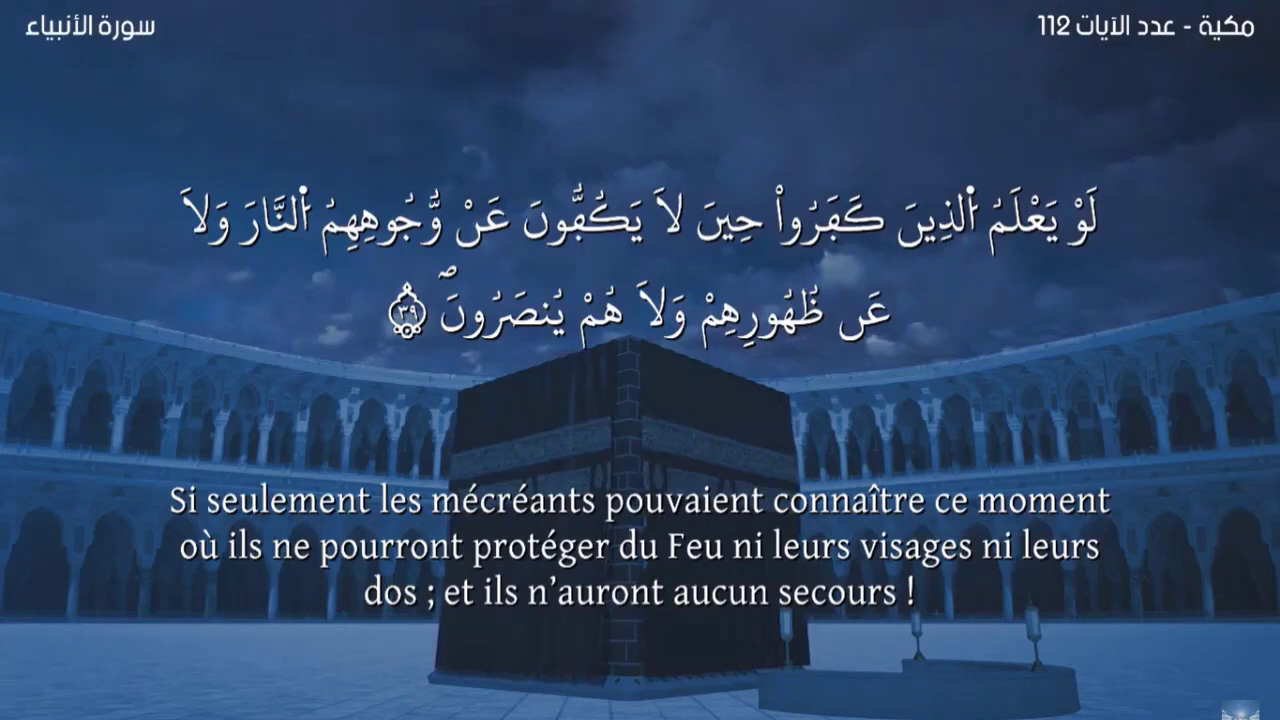 مكية - عدد الآيات 112
سورة الأنبياء
لَوْ يَعْلَمُ اُ۬لذِينَ كَفَرُواْ حِينَ لَا يَكُفُّونَ عَنْ وُّجُوهِهِمُ اُ۬لنَّارَ وَلَا
عَن ظُهُورِهِمْ وَلَا هُمْ يُنصَرُونَۖ ٣٩
Si seulement les mécréants pouvaient connaître ce moment
où ils ne pourront protéger du Feu ni leurs visages ni leurs
dos ; et ils n’auront aucun secours !